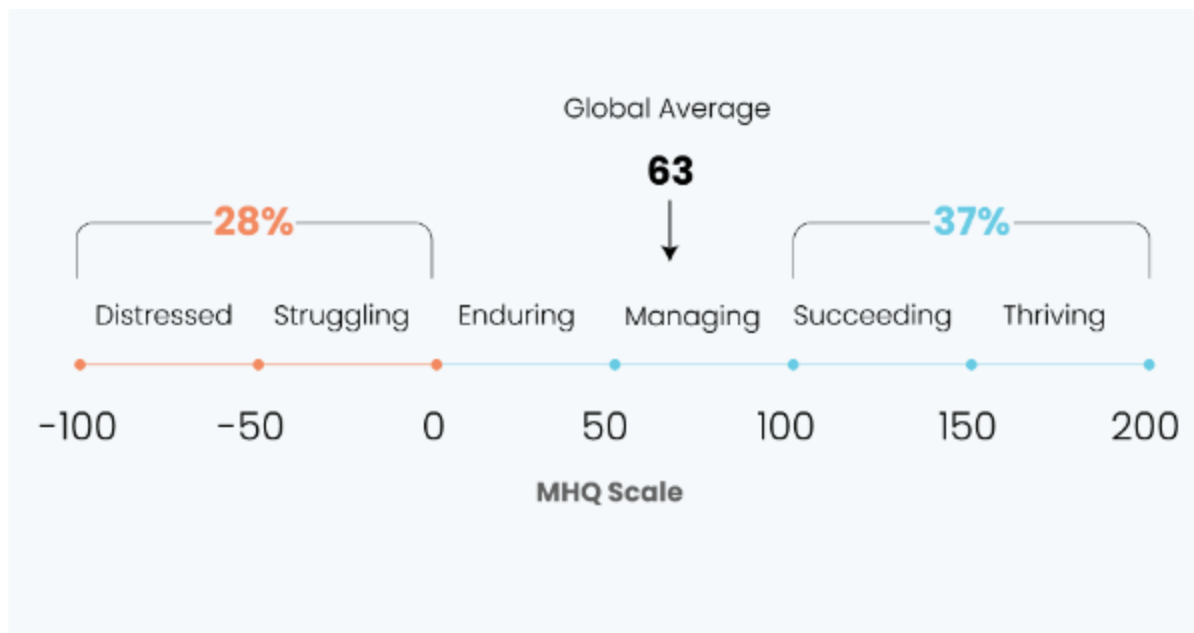 Global Average
63
28%
37%
Distressed Struggling Enduring Managing Succeeding Thriving
-100 -50 0 50 100 150 200
MHQ Scale